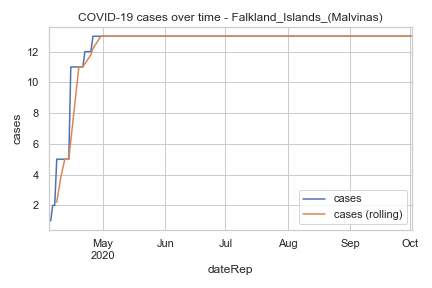 COVID-19 cases over time - Falkland_Islands_(Malvinas)
cases
12
10
8
6
4
2
cases
cases (rolling)
May
2020
Jun
Jul
Aug
Sep
Oct
dateRep